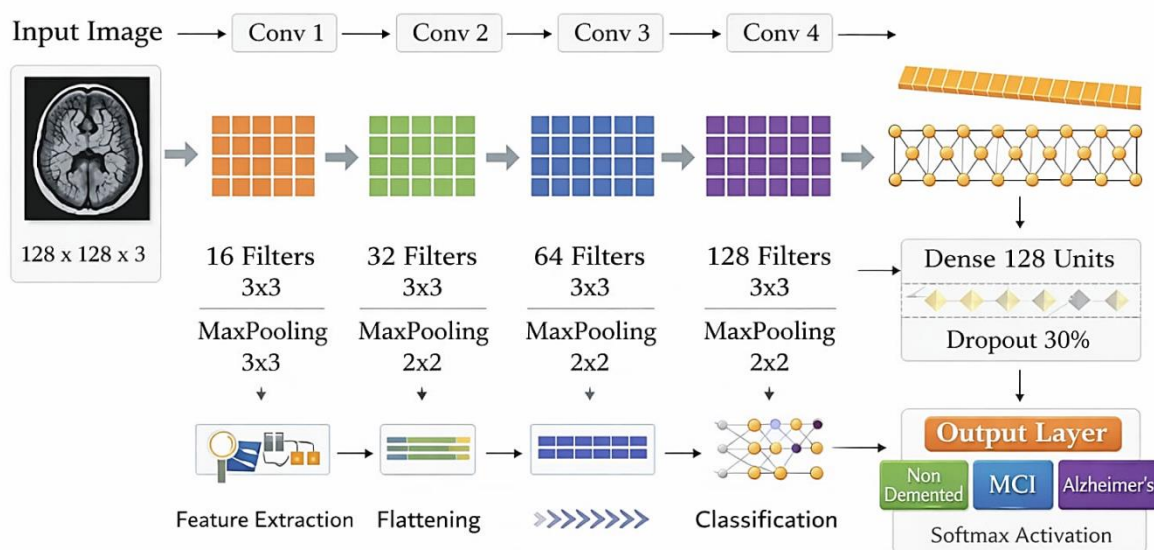 Input Image
Conv 1
Conv 2
Conv 3
Conv 4
128 x 128 x 3
16 Filters
3x3
MaxPooling
3x3
32 Filters
3x3
MaxPooling
2x2
64 Filters
3x3
MaxPooling
2x2
128 Filters
3x3
MaxPooling
2x2
Dense 128 Units
Dropout 30%
Feature Extraction
Flattening
Classification
Output Layer
Non
Demented
MCI
Alzheimer's
Softmax Activation